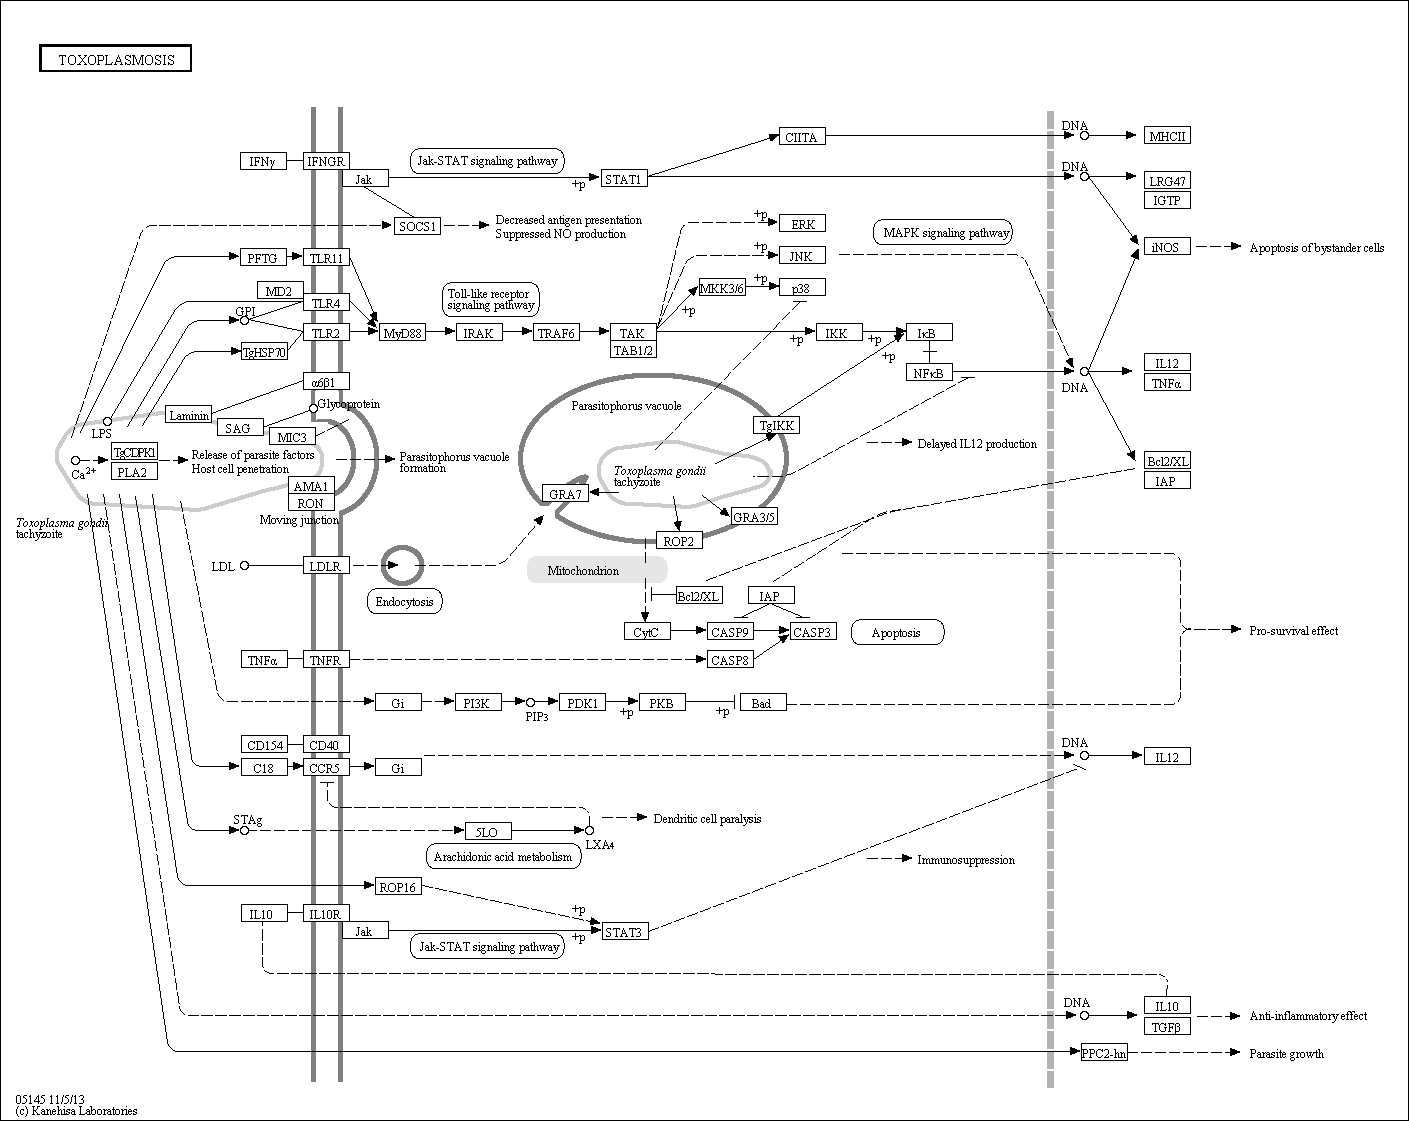 TOXOPLASMOSIS
DNA
CIITA
MHCII
IFNγ
IFNGR
Jak-STAT signaling pathway
DNA
Jak
+p
STAT1
LRG47
IGTP
SOCS1
Decreased antigen presentation
Suppressed NO production
+p
ERK
MAPK signaling pathway
iNOS
Apoptosis of bystander cells
PFTG
TLR11
+p
JNK
MD2
TLR4
Toll-like receptor
signaling pathway
MKK3/6
+p
p38
+p
GPI
TLR2
MyD88
IRAK
TRAF6
TAK
TAB1/2
+p
IKK
+p
IκB
+p
TgHSP70
NFκB
DNA
IL12
TNFα
α6β1
Glycoprotein
Laminin
SAG
MIC3
LPS
Parasitophorus vacuole
TgIKK
Delayed IL12 production
Ca2+
TgCDPK1
PLA2
Release of parasite factors
Host cell penetration
Parasitophorus vacuole
formation
Toxoplasma gondii
tachyzoite
Bcl2/XL
IAP
AMA1
RON
Moving junction
GRA7
GRA3/5
ROP2
Toxoplasma gondii
tachyzoite
LDL
LDLR
Endocytosis
Mitochondrion
Bcl2/XL
IAP
CytC
CASP9
CASP3
Apoptosis
Pro-survival effect
TNFα
TNFR
CASP8
Gi
PI3K
PIP3
PDK1
+p
PKB
+p
Bad
CD154
CD40
DNA
C18
CCR5
Gi
IL12
STAg
5LO
LXA4
Dendritic cell paralysis
Arachidonic acid metabolism
Immunosuppression
ROP16
IL10
IL10R
Jak
+p
+p
STAT3
Jak-STAT signaling pathway
DNA
IL10
TGFβ
Anti-inflammatory effect
PPC2-hn
Parasite growth
05145 11/5/13
(c) Kanehisa Laboratories